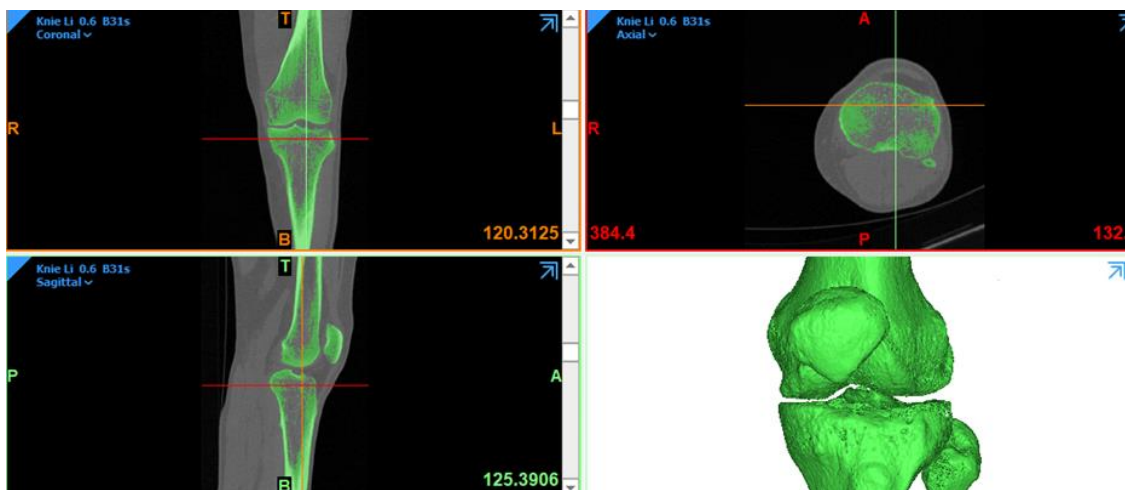 Knie Li 0.6 B31s
Coronal
T
R
L
B
120.3125
Knie Li 0.6 B31s
Axial
A
R
384.4
P
132.
Knie Li 0.6 B31s
Sagittal
T
P
A
B
125.3906